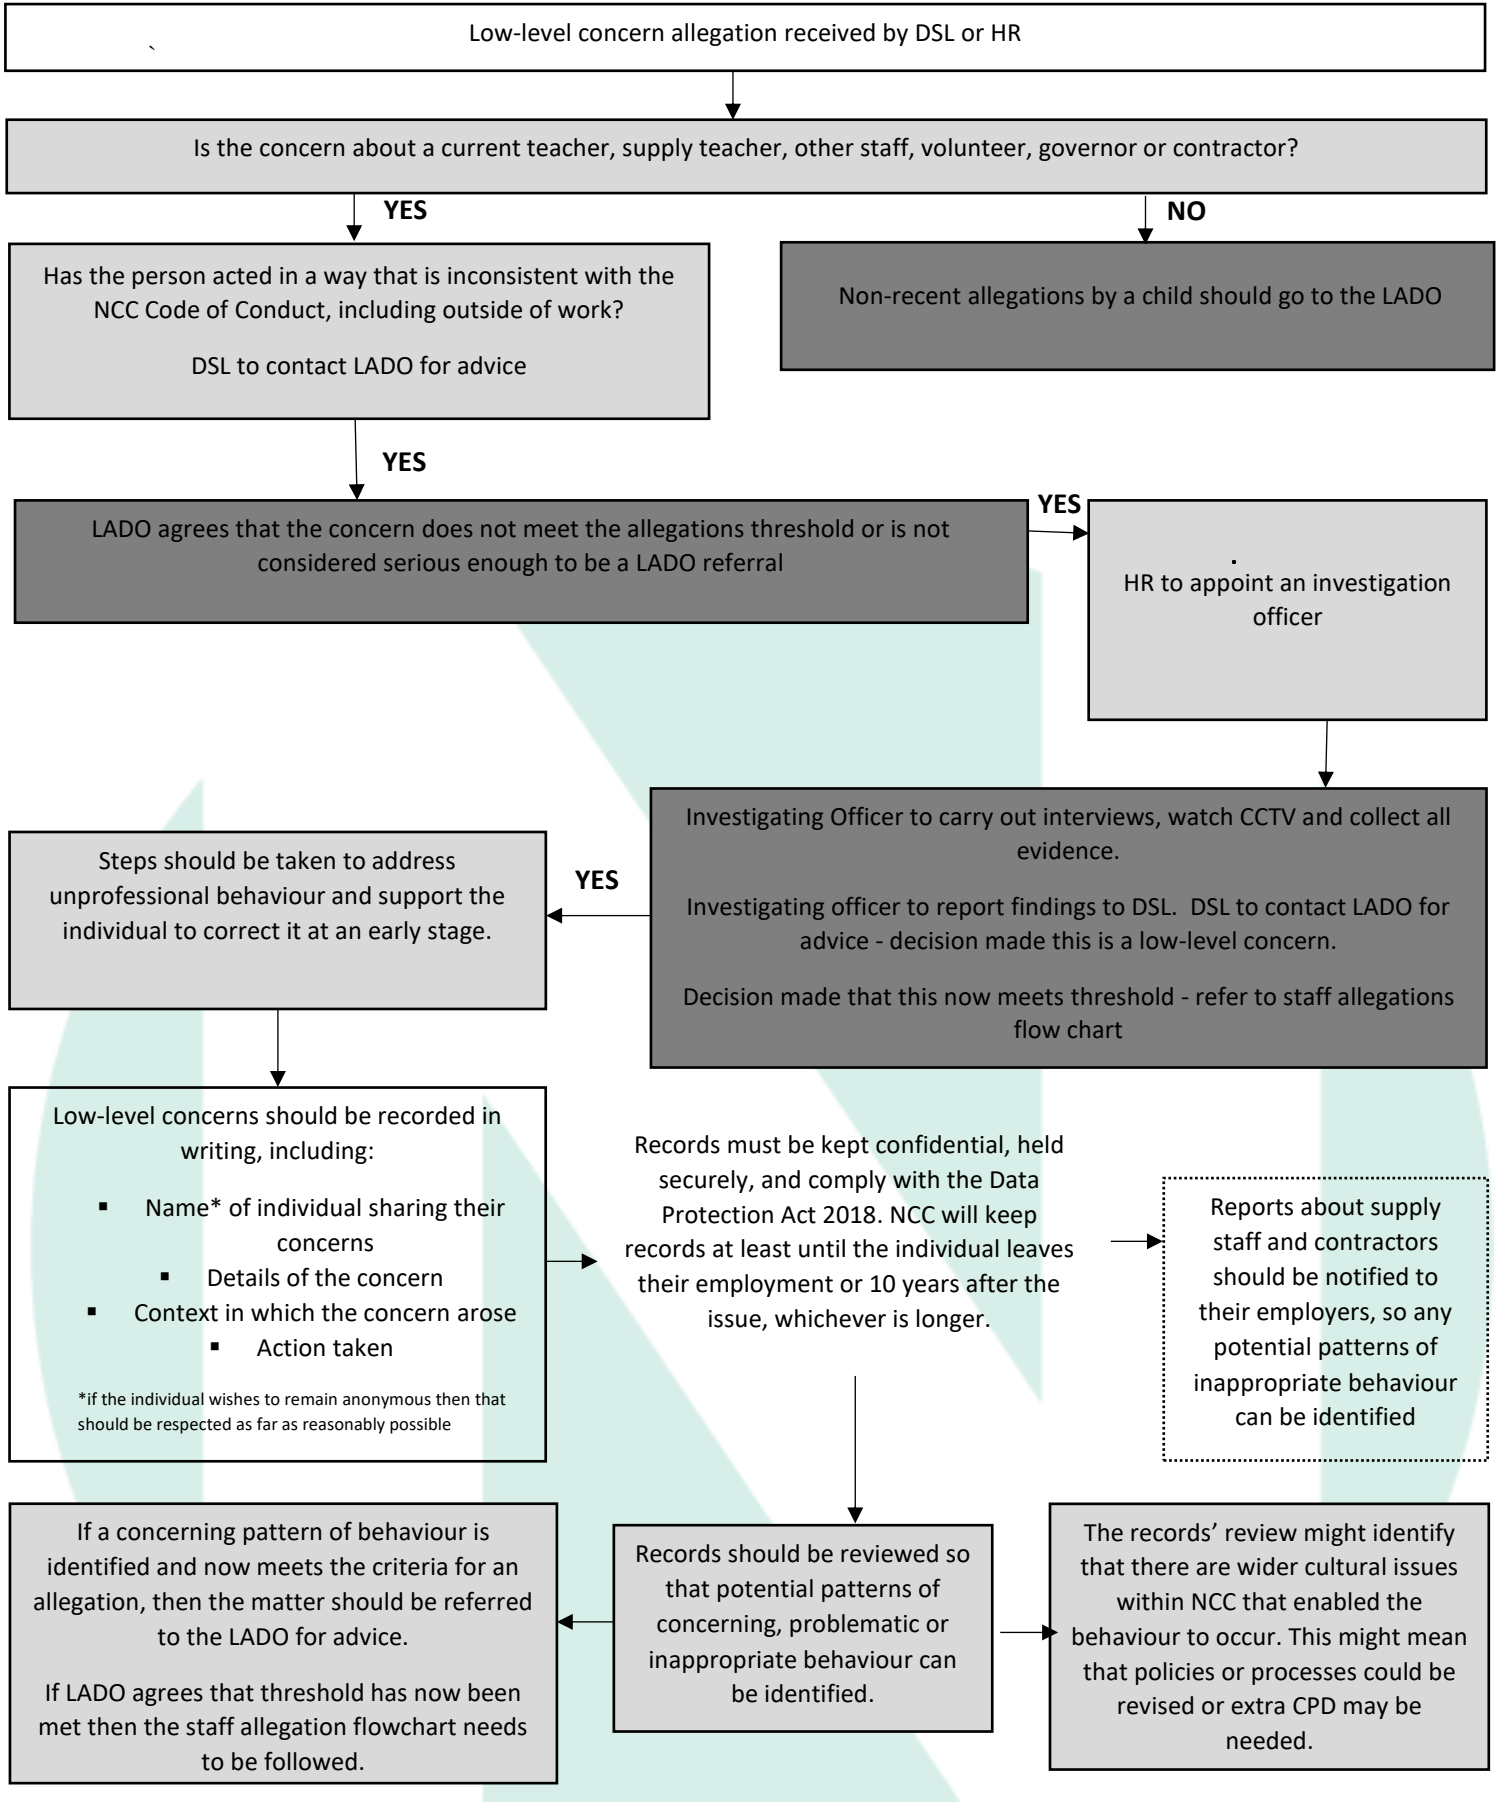 Low-level concern allegation received by DSL or HR
`
Is the concern about a current teacher, supply teacher, other staff, volunteer, governor or contractor?
YES
NO
Has the person acted in a way that is inconsistent with the
NCC Code of Conduct, including outside of work?
DSL to contact LADO for advice
Non-recent allegations by a child should go to the LADO
YES
LADO agrees that the concern does not meet the allegations threshold or is not
considered serious enough to be a LADO referral
YES
.
HR to appoint an investigation
officer
Investigating Officer to carry out interviews, watch CCTV and collect all
evidence.
Investigating officer to report findings to DSL.  DSL to contact LADO for
advice - decision made this is a low-level concern.
Decision made that this now meets threshold - refer to staff allegations
flow chart
YES
Steps should be taken to address
unprofessional behaviour and support the
individual to correct it at an early stage.
Low-level concerns should be recorded in
writing, including:
▪ Name* of individual sharing their
concerns
▪ Details of the concern
▪ Context in which the concern arose
▪ Action taken
*if the individual wishes to remain anonymous then that
should be respected as far as reasonably possible
Records must be kept confidential, held
securely, and comply with the Data
Protection Act 2018. NCC will keep
records at least until the individual leaves
their employment or 10 years after the
issue, whichever is longer.
Reports about supply
staff and contractors
should be notified to
their employers, so any
potential patterns of
inappropriate behaviour
can be identified
If a concerning pattern of behaviour is
identified and now meets the criteria for an
allegation, then the matter should be referred
to the LADO for advice.
If LADO agrees that threshold has now been
met then the staff allegation flowchart needs
to be followed.
Records should be reviewed so
that potential patterns of
concerning, problematic or
inappropriate behaviour can
be identified.
The records’ review might identify
that there are wider cultural issues
within NCC that enabled the
behaviour to occur. This might mean
that policies or processes could be
revised or extra CPD may be
needed.